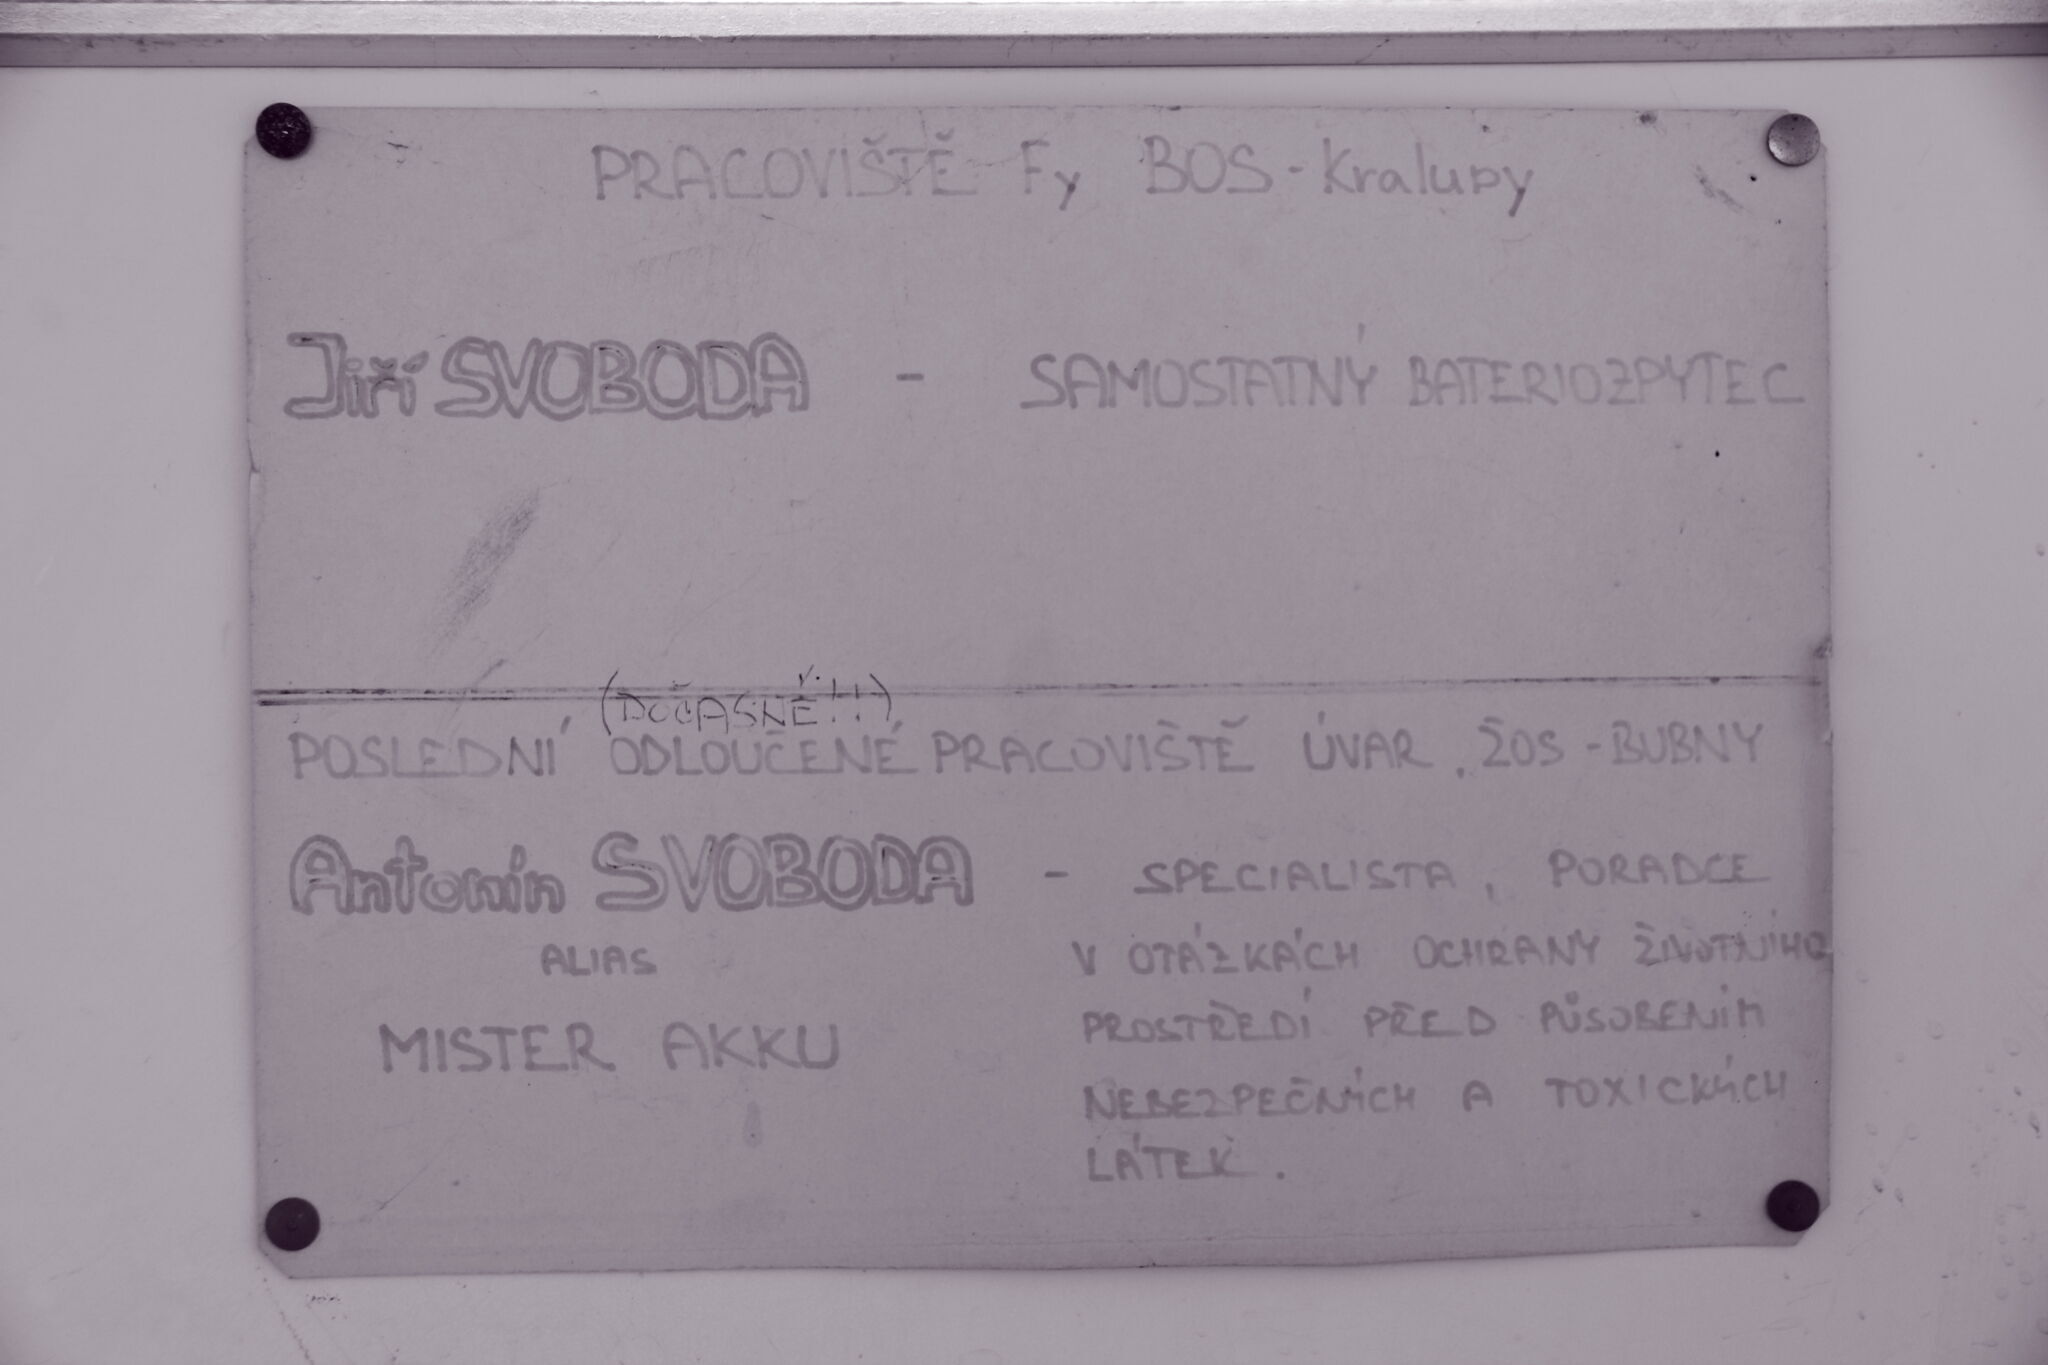 PRACOVIŠTĚ Fy BOS-Kralupy
Jiří SVOBODA - SAMOSTATNÝ BATERIOZPYTEC
(DOČASNĚ!!!)
POSLEDNÍ ODLOUČENÉ PRACOVIŠTĚ ÚVAR, ŽOS-BUBNY
Antonín SVOBODA - SPECIALISTA, PORADCE
ALIAS V OTÁZKÁCH OCHRANY ŽIVOTNÍHO
MISTER AKKU PROSTŘEDÍ PŘED PŮSOBENÍM
NEBEZPEČNÝCH A TOXICKÝCH
LÁTEK.